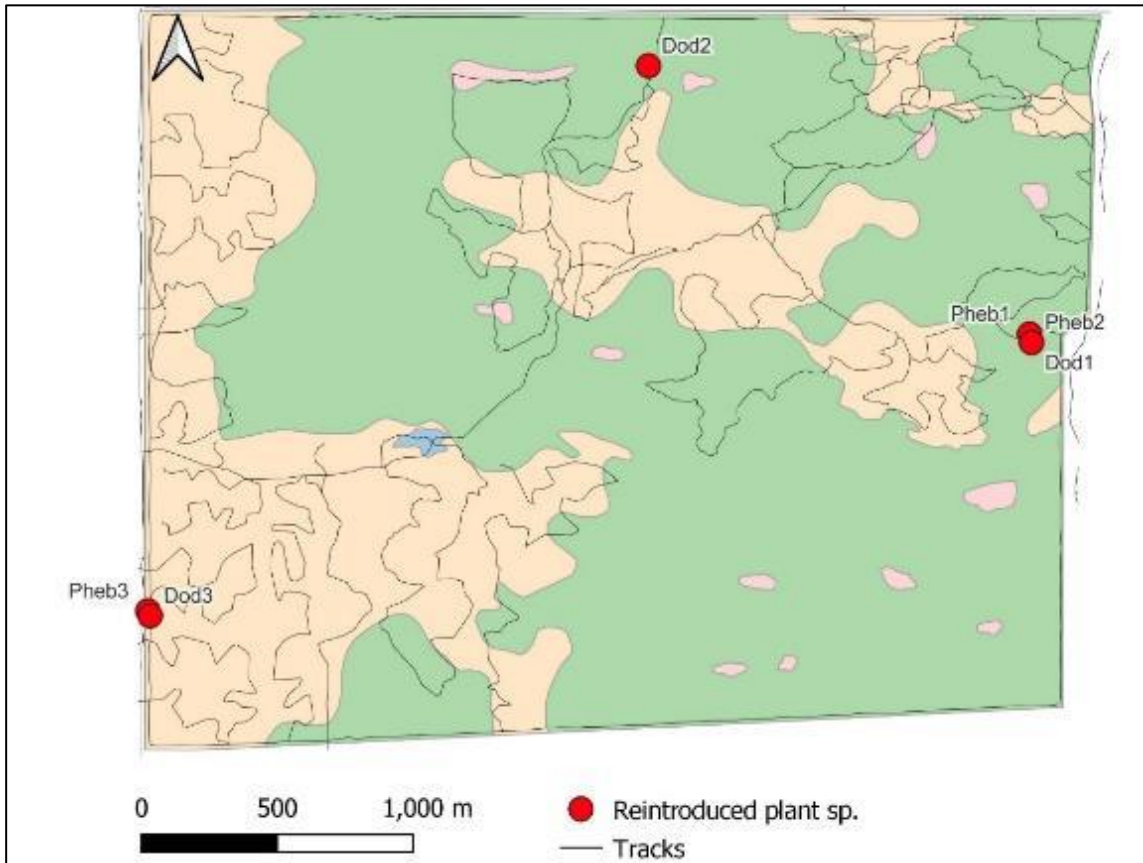 Dod2
Pheb1
Pheb2
Dod1
Pheb3
Dod3
0 500 1,000 m
Reintroduced plant sp.
Tracks